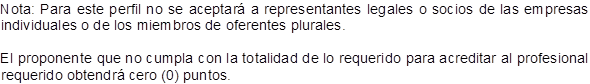 Nota: Para este perfil no se aceptará a representantes legales o socios de las empresas
individuales o de los miembros de oferentes plurales.
El proponente que no cumpla con la totalidad de lo requerido para acreditar al profesional
requerido obtendrá cero (0) puntos.